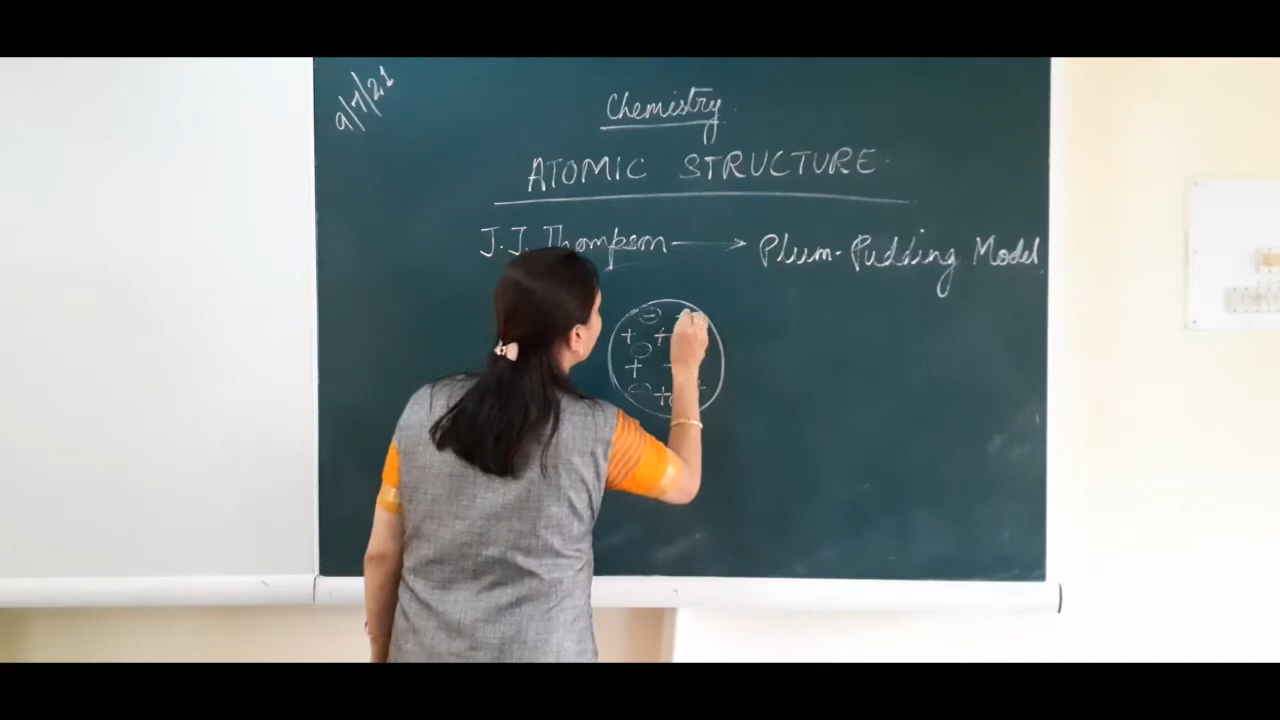 9/7/21
Chemistry.
ATOMIC STRUCTURE.
J.J. Thompson → Plum-Pudding Model.
⊖ +
+ +
⊖
+
⊖ + +